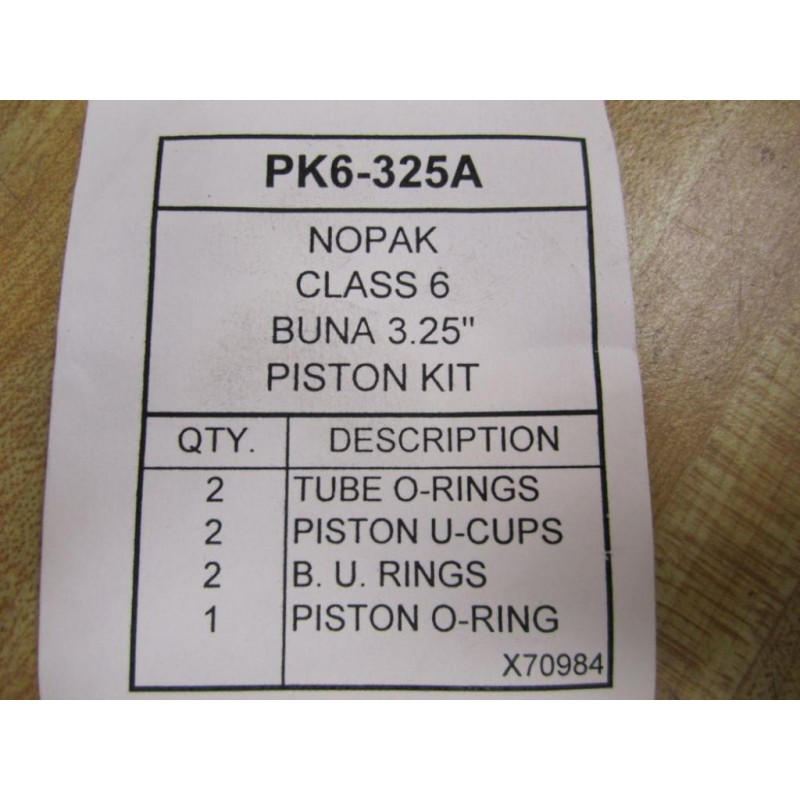 PK6-325A
NOPAK
CLASS 6
BUNA 3.25"
PISTON KIT
QTY. DESCRIPTION
2 TUBE O-RINGS
2 PISTON U-CUPS
2 B. U. RINGS
1 PISTON O-RING
X70984